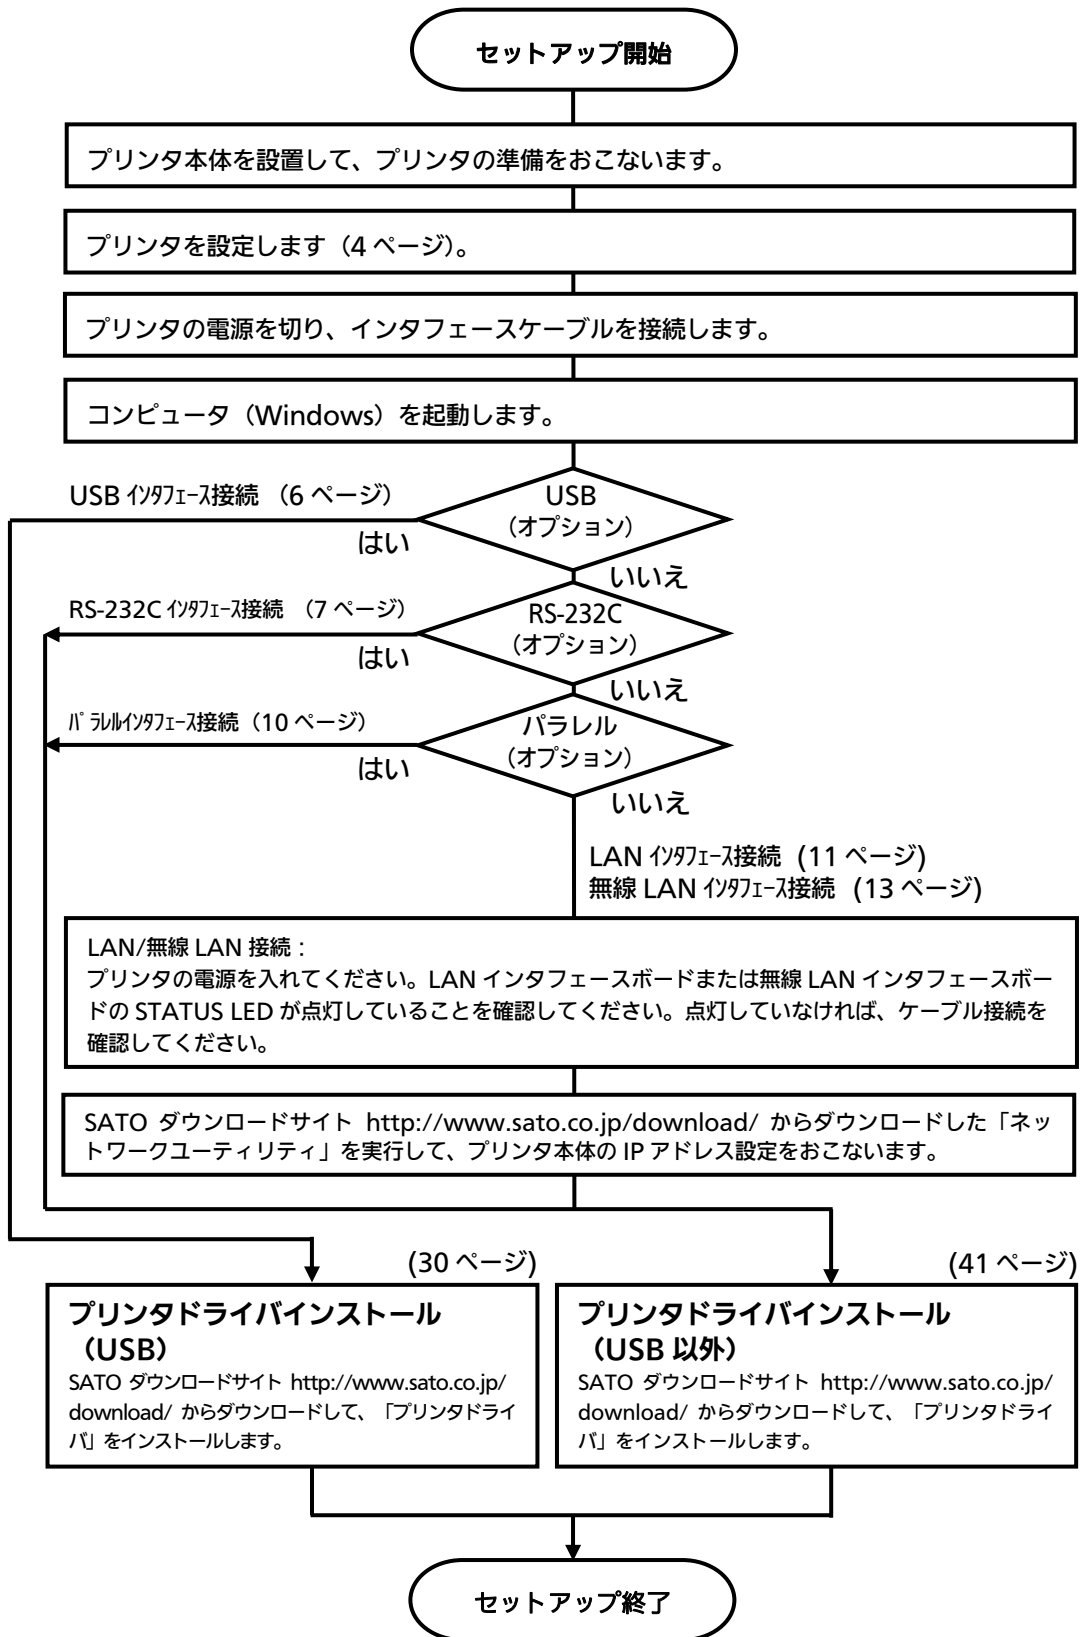 セットアップ開始
プリンタ本体を設置して、プリンタの準備をおこないます。
プリンタを設定します（4 ページ）。
プリンタの電源を切り、インタフェースケーブルを接続します。
コンピュータ（Windows）を起動します。
USB ｲﾝﾀﾌｪｰｽ接続 （6 ページ）
USB
（オプション）
はい
いいえ
RS-232C ｲﾝﾀﾌｪｰｽ接続 （7 ページ）
RS-232C
（オプション）
はい
いいえ
ﾊﾟﾗﾚﾙｲﾝﾀﾌｪｰｽ接続（10 ページ）
パラレル
（オプション）
はい
いいえ
LAN ｲﾝﾀﾌｪｰｽ接続 (11 ページ)
無線 LAN ｲﾝﾀﾌｪｰｽ接続 (13 ページ)
LAN/無線 LAN 接続：
プリンタの電源を入れてください。LAN インタフェースボードまたは無線 LAN インタフェースボー
ドの STATUS LED が点灯していることを確認してください。点灯していなければ、ケーブル接続を
確認してください。
SATO ダウンロードサイト http://www.sato.co.jp/download/ からダウンロードした「ネッ
トワークユーティリティ」を実行して、プリンタ本体の IP アドレス設定をおこないます。
(30 ページ)
プリンタドライバインストール
（USB）
SATO ダウンロードサイト http://www.sato.co.jp/
download/ からダウンロードして、「プリンタドライ
バ」をインストールします。
(41 ページ)
プリンタドライバインストール
（USB 以外）
SATO ダウンロードサイト http://www.sato.co.jp/
download/ からダウンロードして、「プリンタドライ
バ」をインストールします。
セットアップ終了